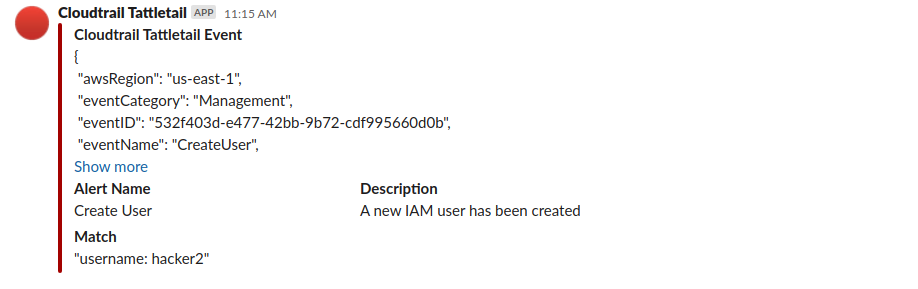 Cloudtrail Tattletail APP 11:15 AM
Cloudtrail Tattletail Event
{
"awsRegion": "us-east-1",
"eventCategory": "Management",
"eventID": "532f403d-e477-42bb-9b72-cdf995660d0b",
"eventName": "CreateUser",
Show more
Alert Name Description
Create User A new IAM user has been created
Match
"username: hacker2"